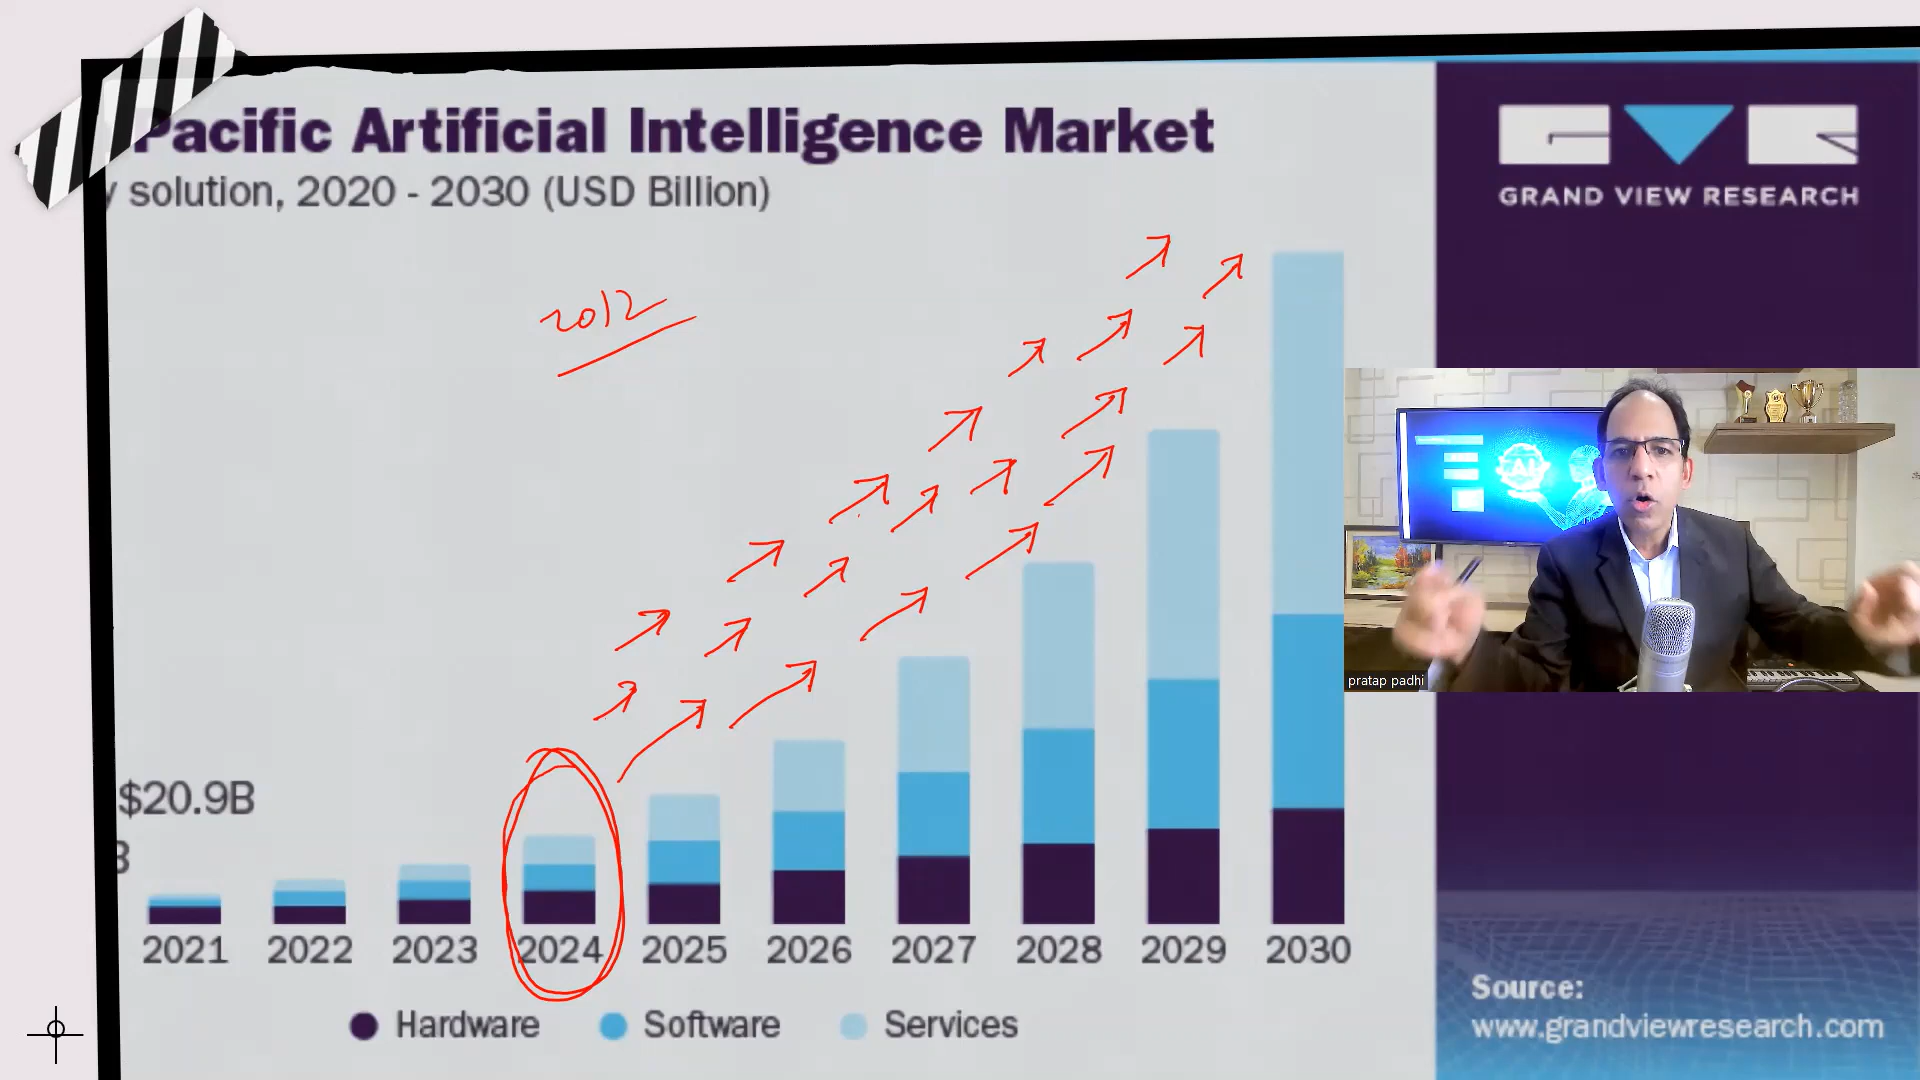 Pacific Artificial Intelligence Market
y solution, 2020 - 2030 (USD Billion)
GRAND VIEW RESEARCH
2012
AI
pratap padhi
$20.9B
B
2021 2022 2023 2024 2025 2026 2027 2028 2029 2030
Hardware Software Services
Source:
www.grandviewresearch.com